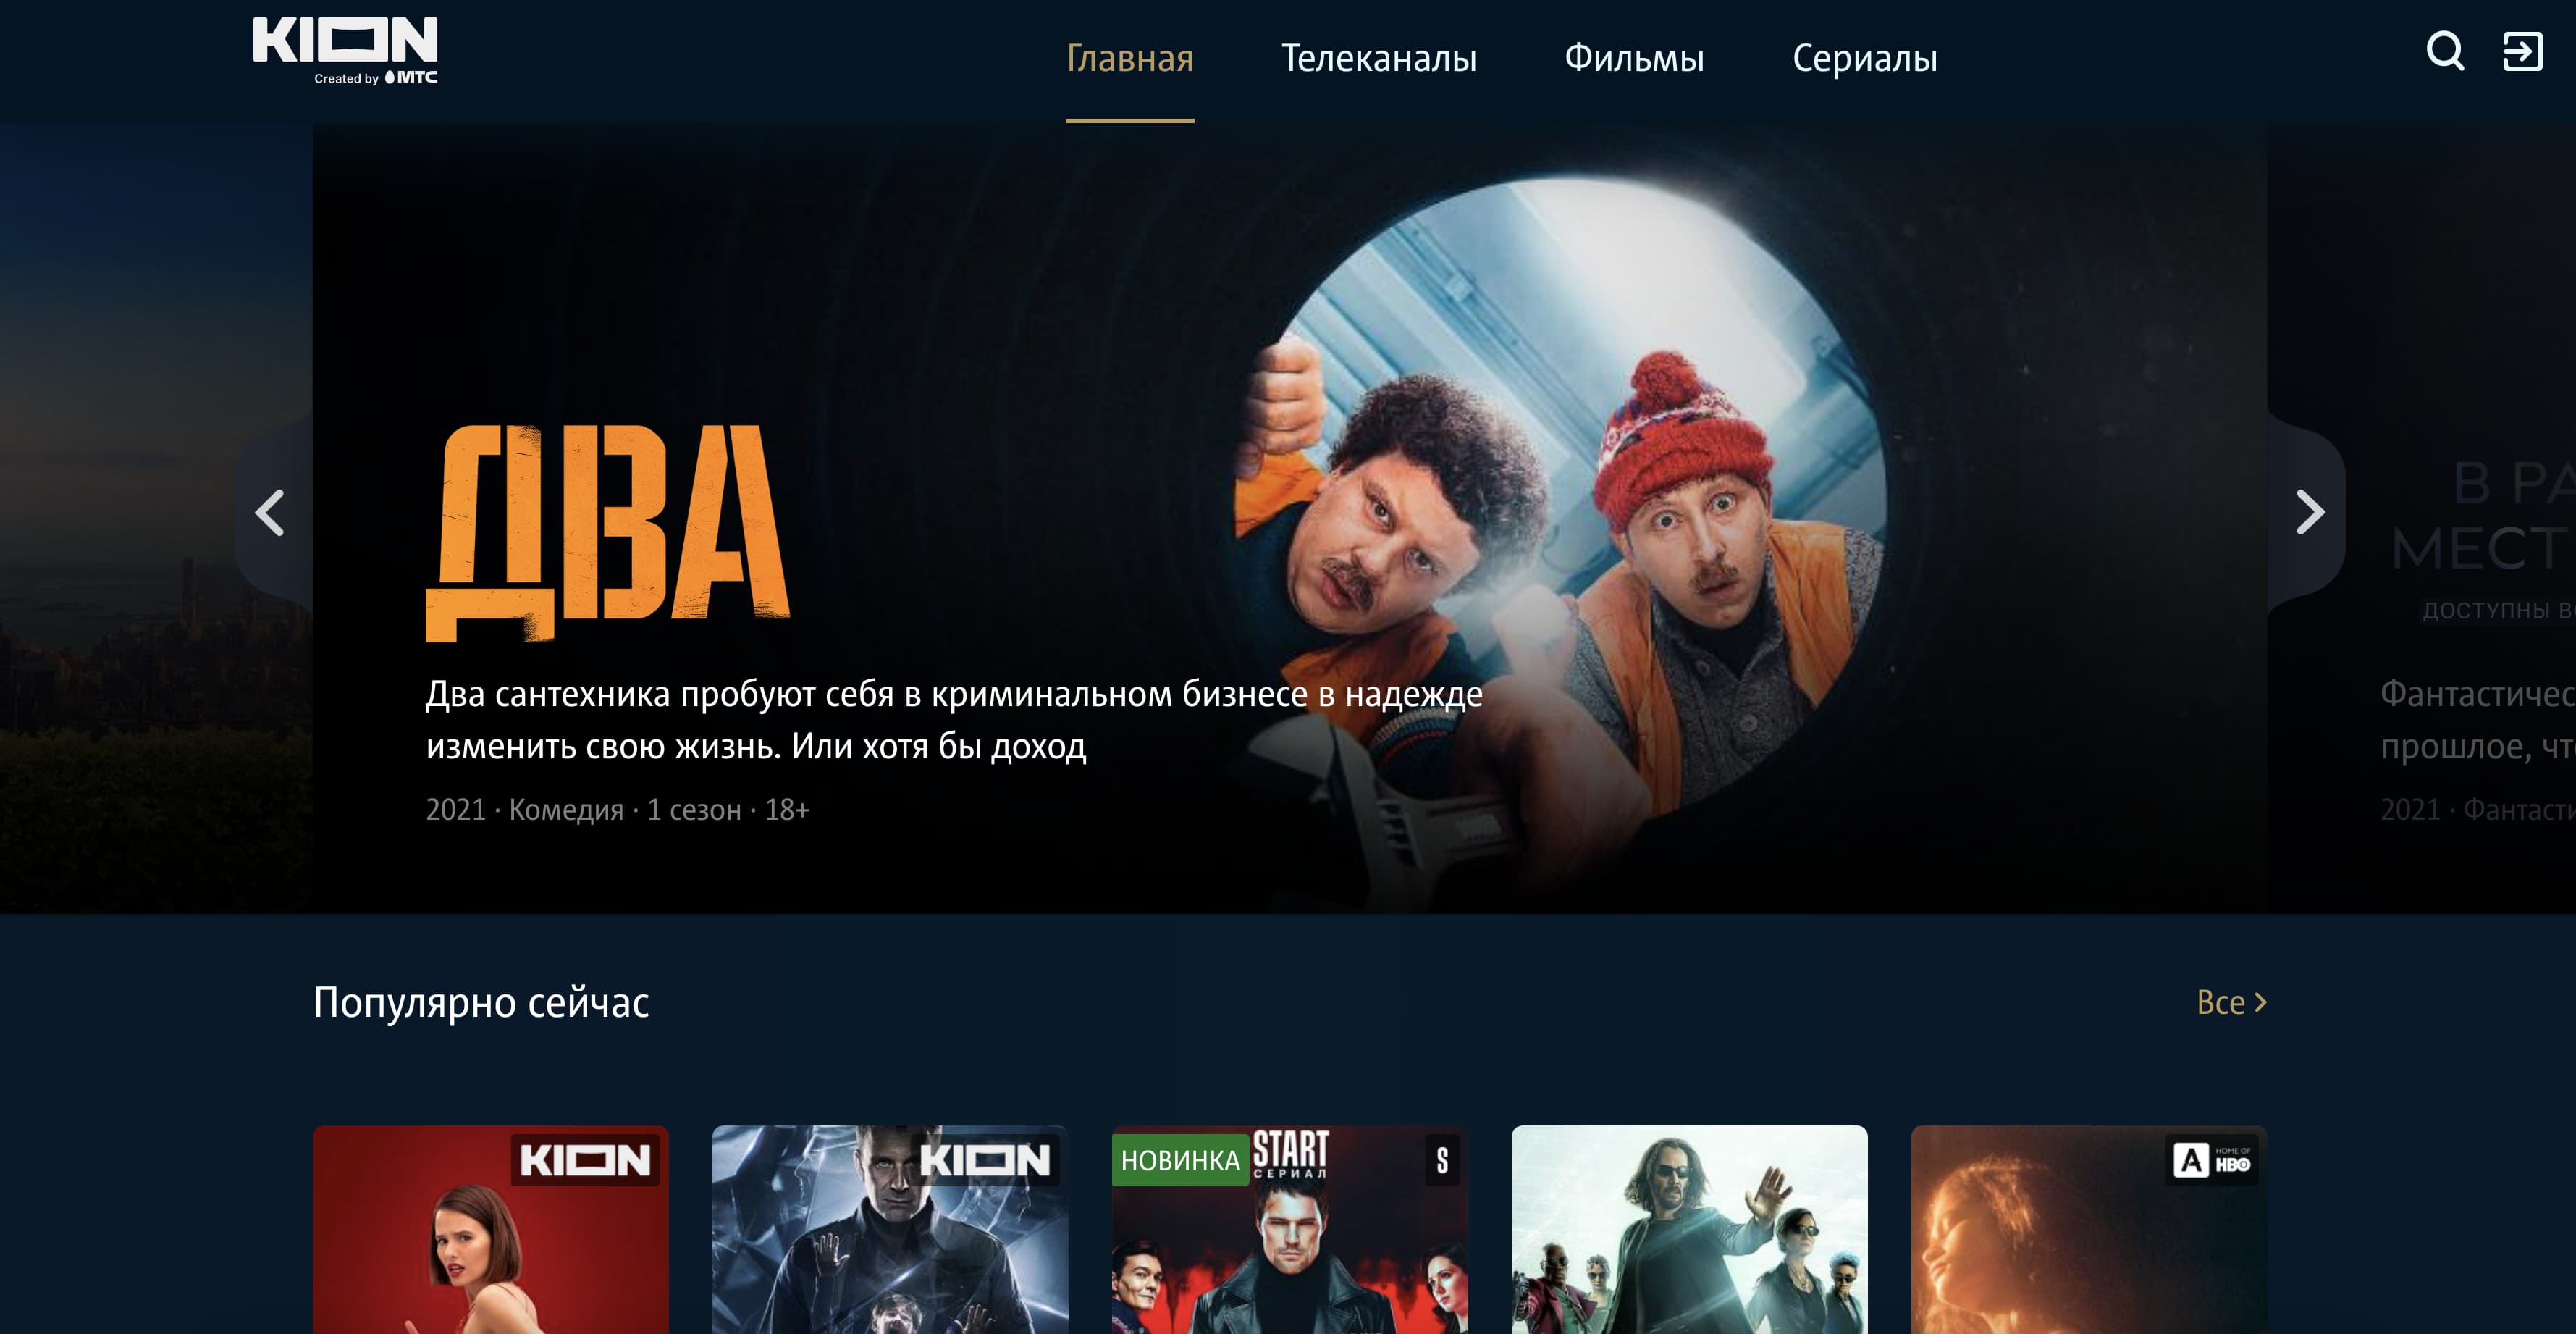 KION
Created by МТС
Главная
Телеканалы
Фильмы
Сериалы
ДВА
Два сантехника пробуют себя в криминальном бизнесе в надежде
изменить свою жизнь. Или хотя бы доход
2021 · Комедия · 1 сезон · 18+
В РА
МЕСТ
ДОСТУПНЫ
Фантастичес
прошлое, чт
2021 · Фантасти
Популярно сейчас
Все
KION
KION
НОВИНКА
START
СЕРИАЛ
S
A
HOME OF
HBO